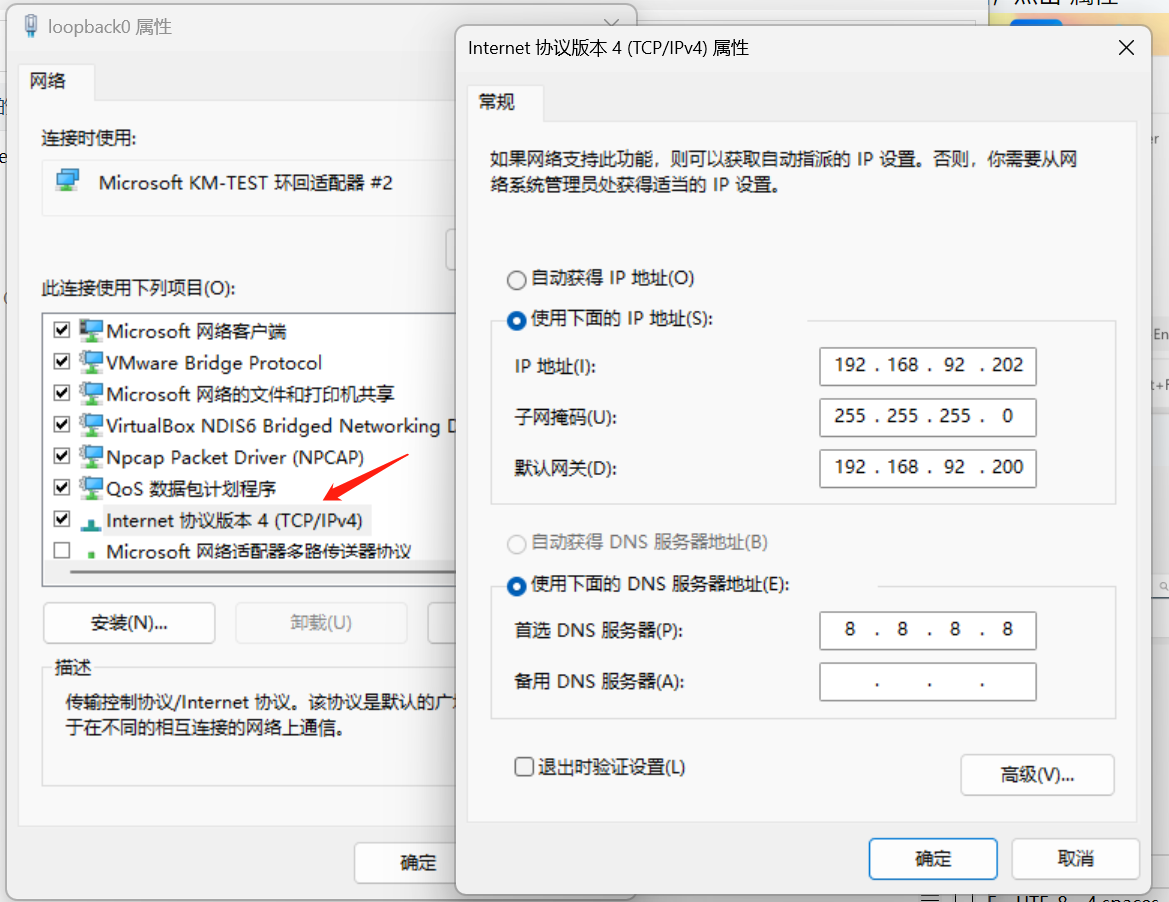 loopback0 属性
网络
连接时使用:
Microsoft KM-TEST 环回适配器 #2
此连接使用下列项目(O):
Microsoft 网络客户端
VMware Bridge Protocol
Microsoft 网络的文件和打印机共享
VirtualBox NDIS6 Bridged Networking D
Npcap Packet Driver (NPCAP)
QoS 数据包计划程序
Internet 协议版本 4 (TCP/IPv4)
Microsoft 网络适配器多路传送器协议
安装(N)...
卸载(U)
描述
传输控制协议/Internet 协议。该协议是默认的广
于在不同的相互连接的网络上通信。
确定
Internet 协议版本 4 (TCP/IPv4) 属性
常规
如果网络支持此功能，则可以获取自动指派的 IP 设置。否则，你需要从网
络系统管理员处获得适当的 IP 设置。
自动获得 IP 地址(O)
使用下面的 IP 地址(S):
IP 地址(I):
192 . 168 . 92 . 202
子网掩码(U):
255 . 255 . 255 . 0
默认网关(D):
192 . 168 . 92 . 200
自动获得 DNS 服务器地址(B)
使用下面的 DNS 服务器地址(E):
首选 DNS 服务器(P):
8 . 8 . 8 . 8
备用 DNS 服务器(A):
. . .
退出时验证设置(L)
高级(V)...
确定
取消